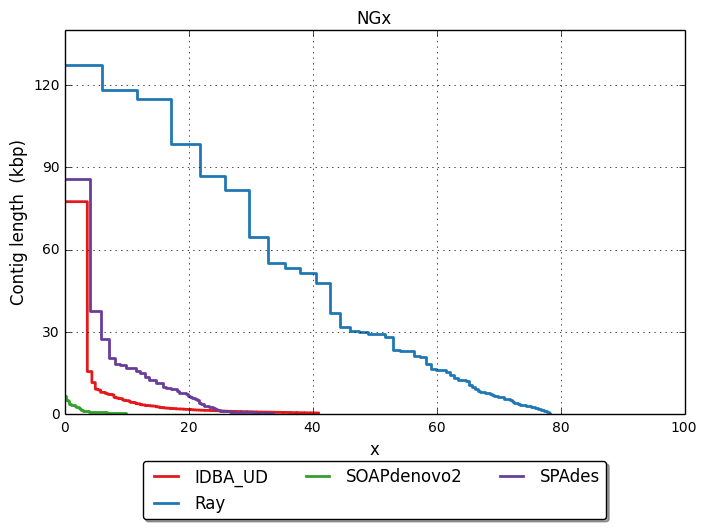 NGx
120
90
60
30
0
Contig length (kbp)
0 20 40 60 80 100
x
IDBA_UD SOAPdenovo2 SPAdes
Ray